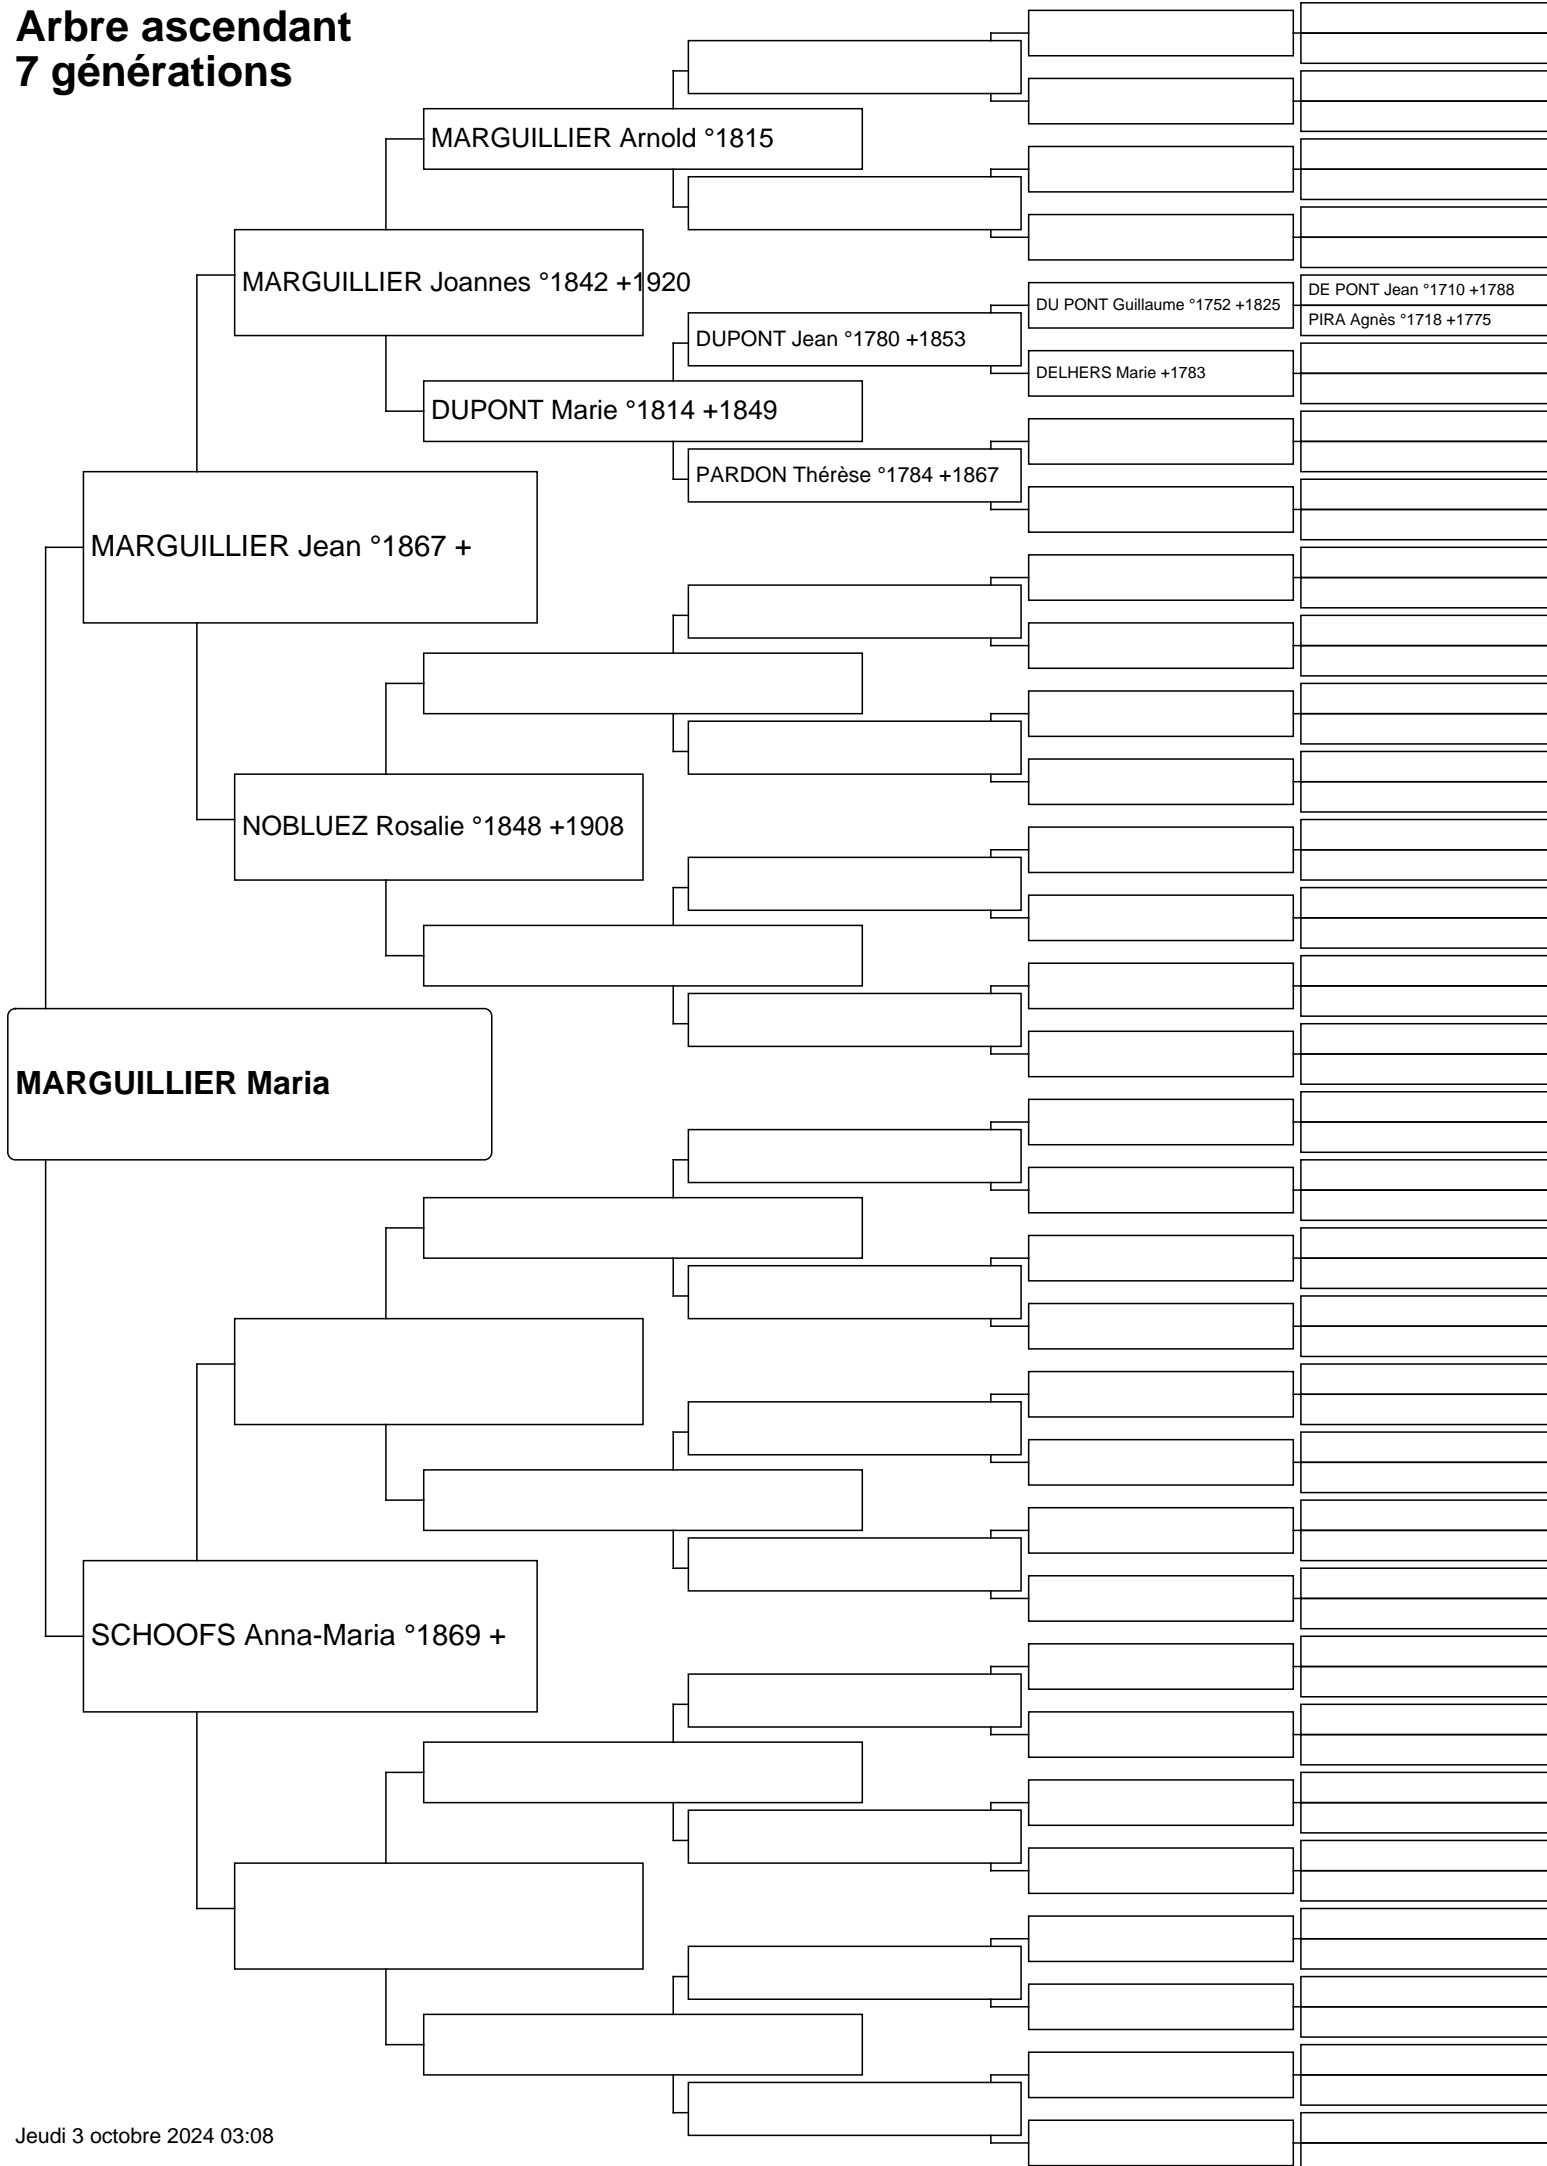 Arbre ascendant
7 générations
MARGUILLIER Arnold °1815
MARGUILLIER Joannes °1842 +1920
DU PONT Guillaume °1752 +1825
DE PONT Jean °1710 +1788
PIRA Agnès °1718 +1775
DUPONT Jean °1780 +1853
DELHERS Marie +1783
DUPONT Marie °1814 +1849
PARDON Thérèse °1784 +1867
MARGUILLIER Jean °1867 +
NOBLUEZ Rosalie °1848 +1908
MARGUILLIER Maria
SCHOOFS Anna-Maria °1869 +
Jeudi 3 octobre 2024 03:08